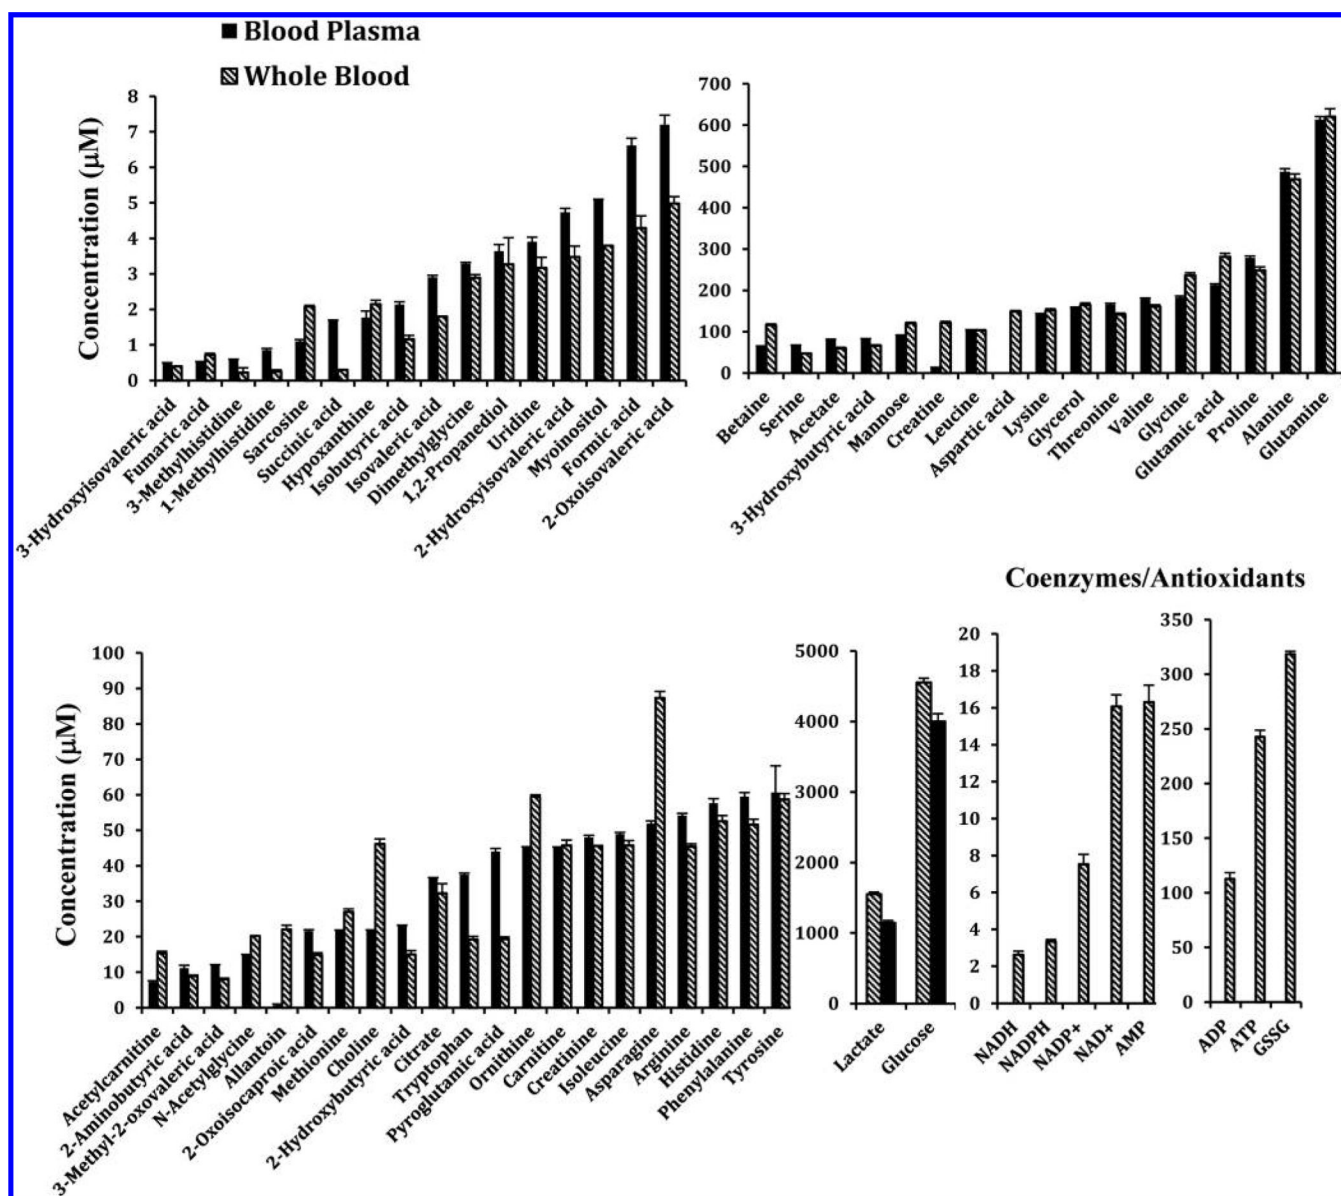 Blood Plasma
Whole Blood
Concentration (μM)
8
7
6
5
4
3
2
1
0
3-Hydroxyisovaleric acid
Fumaric acid
3-Methylhistidine
1-Methylhistidine
Sarcosine
Succinic acid
Hypoxanthine
Isobutyric acid
Isovaleric acid
Dimethylglycine
1,2-Propanediol
Uridine
2-Hydroxyisovaleric acid
Myoinositol
Formic acid
2-Oxoisovaleric acid
700
600
500
400
300
200
100
0
Betaine
Serine
Acetate
3-Hydroxybutyric acid
Mannose
Creatine
Leucine
Aspartic acid
Lysine
Glycerol
Threonine
Valine
Glycine
Glutamic acid
Proline
Alanine
Glutamine
Concentration (μM)
100
90
80
70
60
50
40
30
20
10
0
Acetylcarnitine
2-Aminobutyric acid
3-Methyl-2-oxovaleric acid
N-Acetylglycine
Allantoin
2-Oxoisocaproic acid
Methionine
Choline
2-Hydroxybutyric acid
Citrate
Tryptophan
Pyroglutamic acid
Ornithine
Carnitine
Creatinine
Isoleucine
Asparagine
Arginine
Histidine
Phenylalanine
Tyrosine
5000
4000
3000
2000
1000
0
Lactate
Glucose
Coenzymes/Antioxidants
20
18
16
14
12
10
8
6
4
2
0
NADH
NADPH
NADP+
NAD+
AMP
350
300
250
200
150
100
50
0
ADP
ATP
GSSG